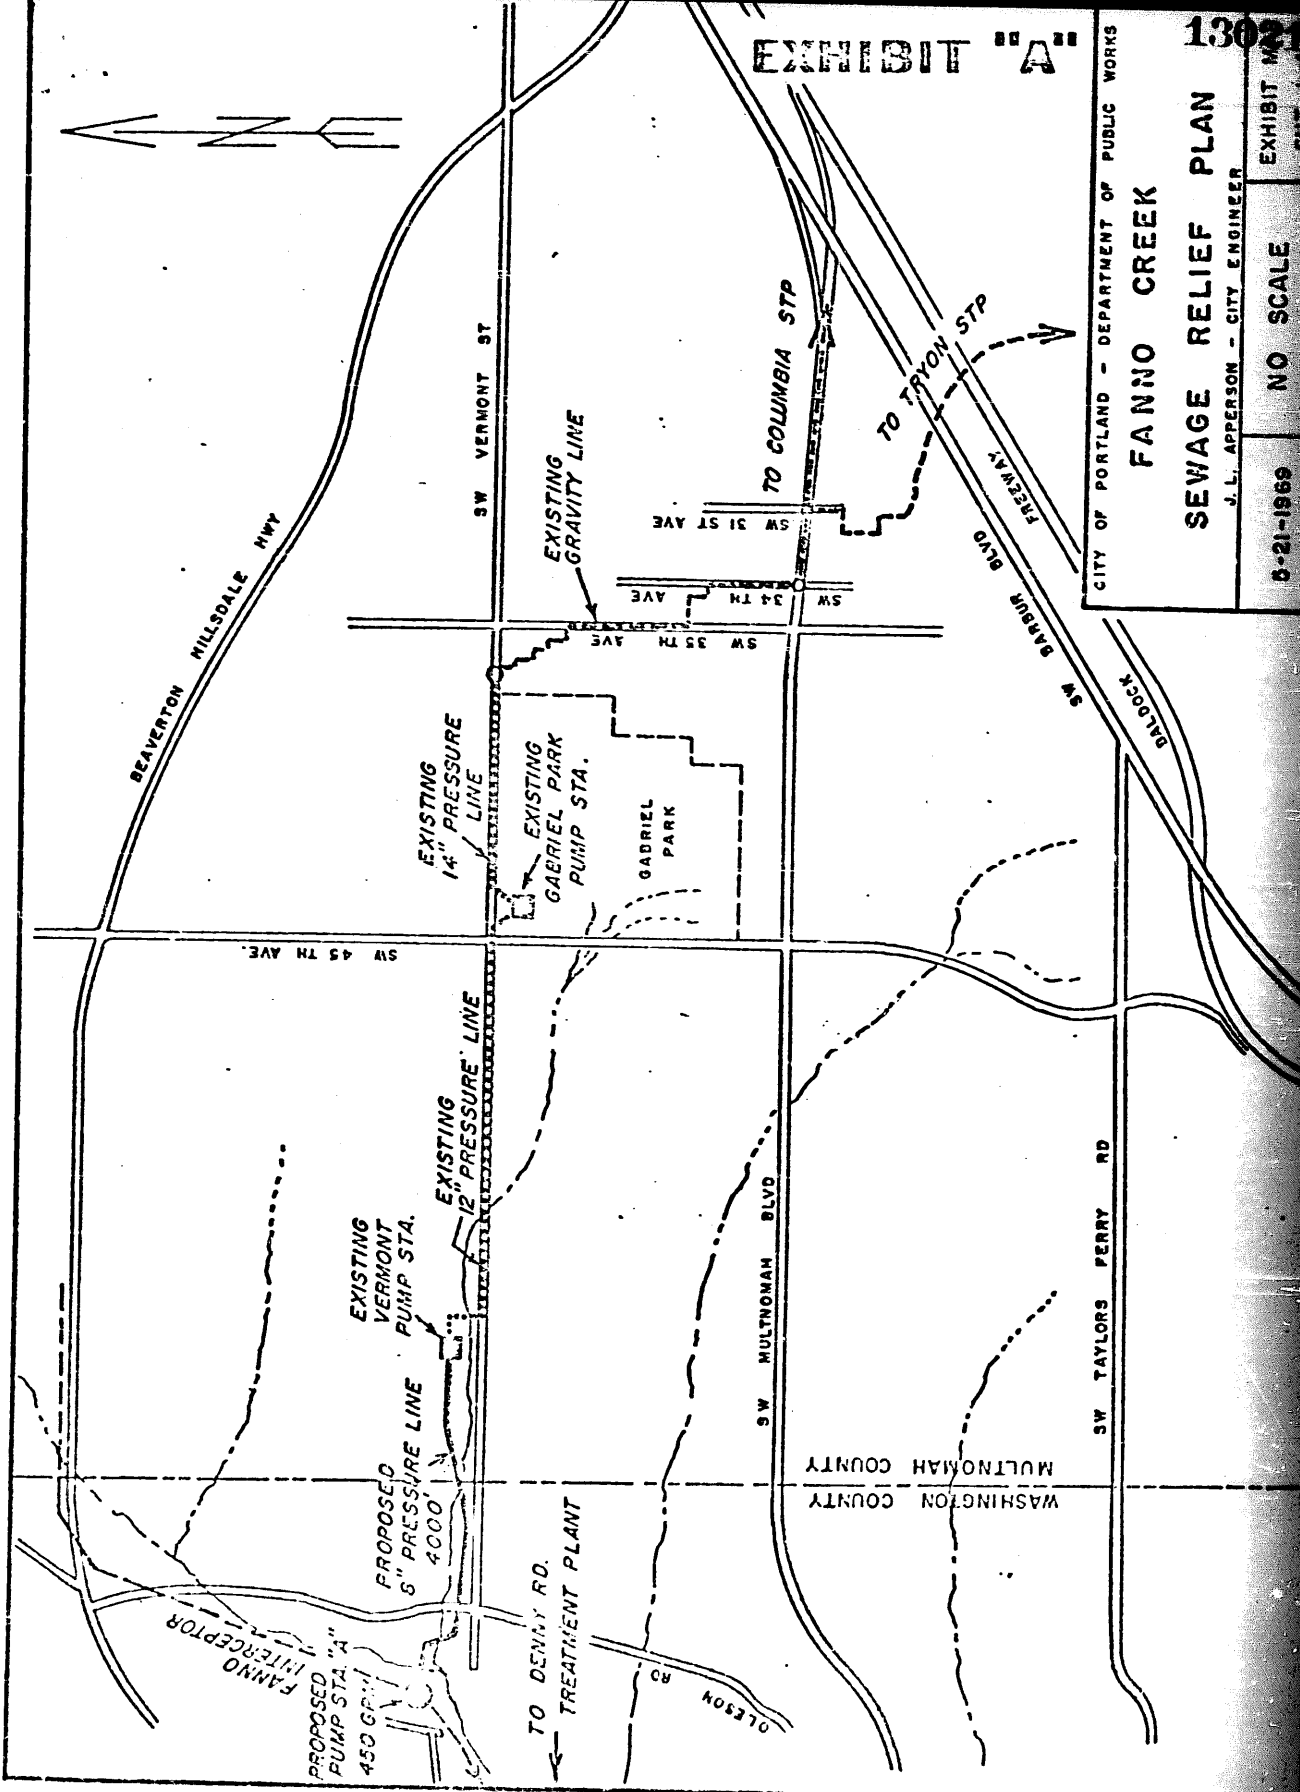 EXHIBIT "A"
CITY OF PORTLAND - DEPARTMENT OF PUBLIC WORKS
FANNO CREEK
SEWAGE RELIEF PLAN
J. L. APPERSON - CITY ENGINEER
NO SCALE
EXHIBIT
N
BEAVERTON HILLSDALE HWY
SW VERMONT ST
EXISTING
GRAVITY LINE
TO COLUMBIA STP
TO TRYON STP
SW 31 ST AVE
SW 34 TH AVE
SW 35 TH AVE
FREEWAY
SW BARBUR BLVD
BALDOCK
EXISTING
14" PRESSURE
LINE
EXISTING
GABRIEL PARK
PUMP STA.
GABRIEL
PARK
SW 45 TH AVE.
EXISTING
12" PRESSURE LINE
EXISTING
VERMONT
PUMP STA.
SW MULTNOMAH BLVD
SW TAYLORS FERRY RD
MULTNOMAH COUNTY
WASHINGTON COUNTY
PROPOSED
8" PRESSURE LINE
4000'
FANNO
INTERCEPTOR
PROPOSED
PUMP STA. "A"
450 GPM
TO DENNY RD.
TREATMENT PLANT
OLESON RD